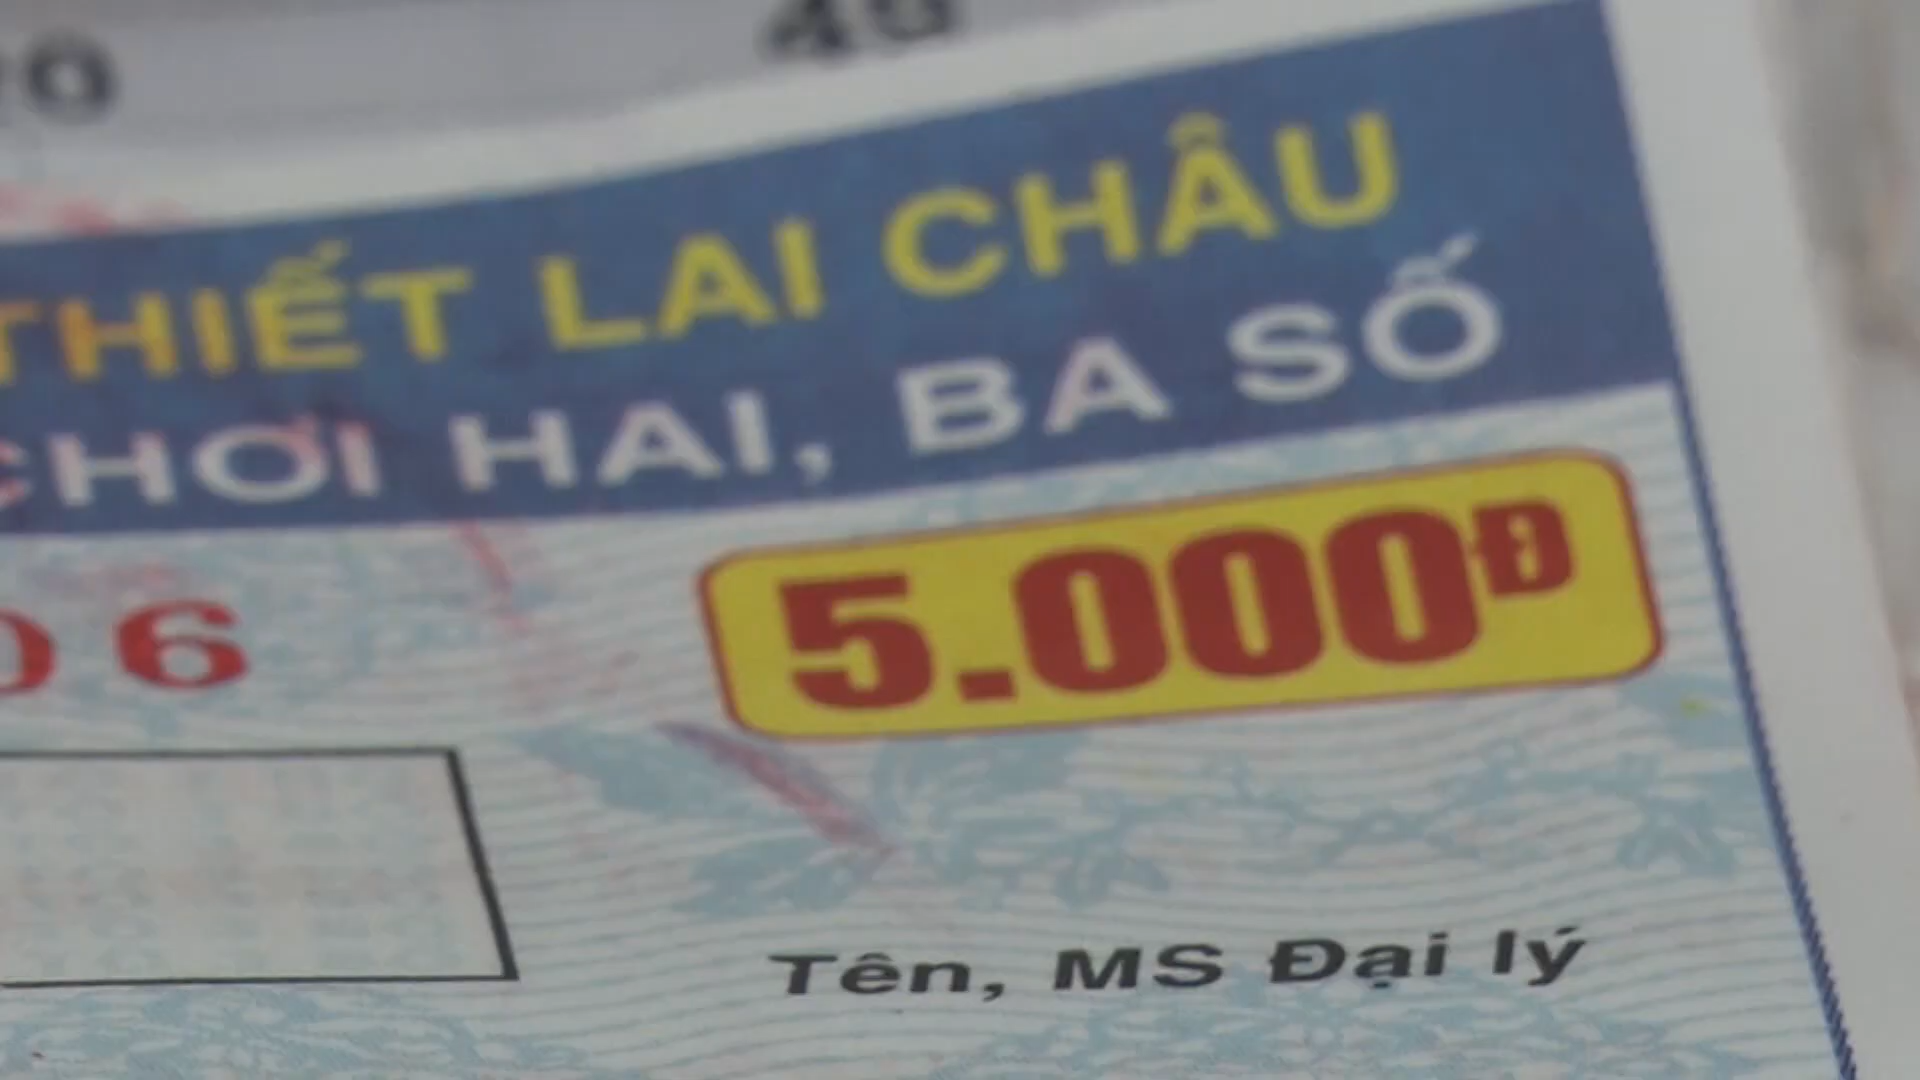 THIẾT LAI CHÂU
CHƠI HAI, BA SỐ
06
5.000Đ
Tên, MS Đại lý